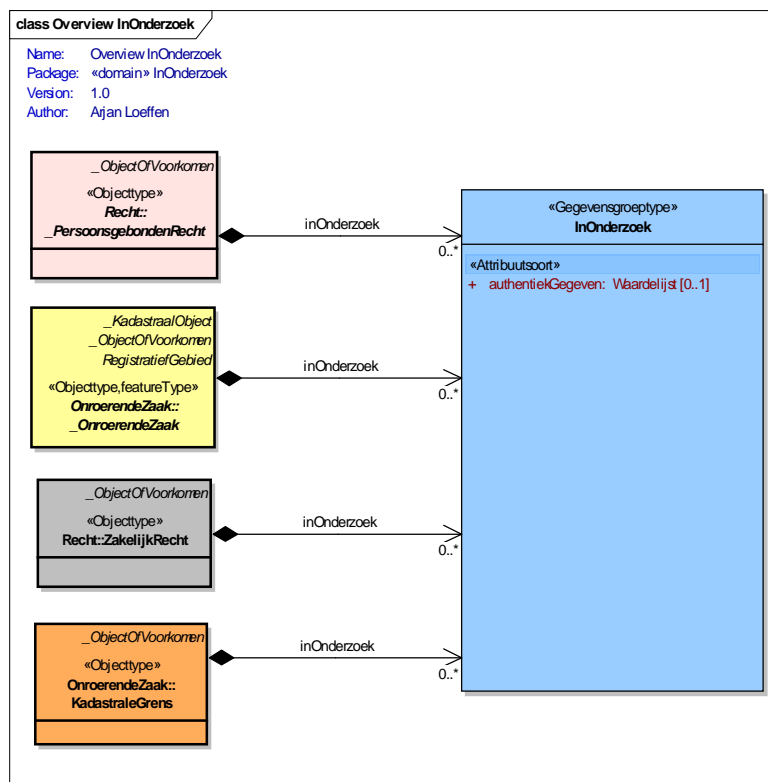 class Overview InOnderzoek
Name: Overview InOnderzoek
Package: «domain» InOnderzoek
Version: 1.0
Author: Arjan Loeffen
_ObjectOfVoorkomen
«Objecttype»
Recht::
_PersoonsgebondenRecht
inOnderzoek
0..*
«Gegevensgroeptype»
InOnderzoek
«Attribuutsoort»
+ authentiekGegeven: Waardelijst [0..1]
_KadastraalObject
_ObjectOfVoorkomen
RegistratiefGebied
«Objecttype,featureType»
OnroerendeZaak::
_OnroerendeZaak
inOnderzoek
0..*
_ObjectOfVoorkomen
«Objecttype»
Recht::ZakelijkRecht
inOnderzoek
0..*
_ObjectOfVoorkomen
«Objecttype»
OnroerendeZaak::
KadastraleGrens
inOnderzoek
0..*